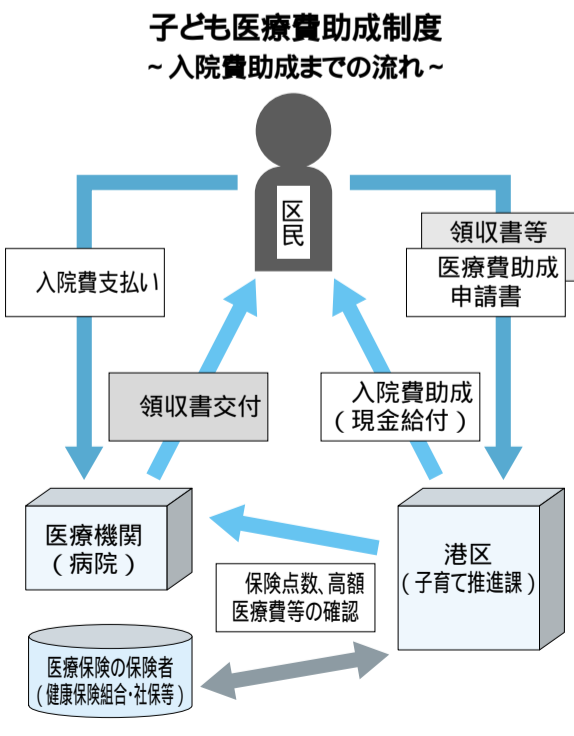 子ども医療費助成制度
~入院費助成までの流れ~
区民
入院費支払い
領収書等
医療費助成
申請書
領収書交付
入院費助成
(現金給付)
医療機関
(病院)
港区
(子育て推進課)
保険点数、高額
医療費等の確認
医療保険の保険者
(健康保険組合・社保等)